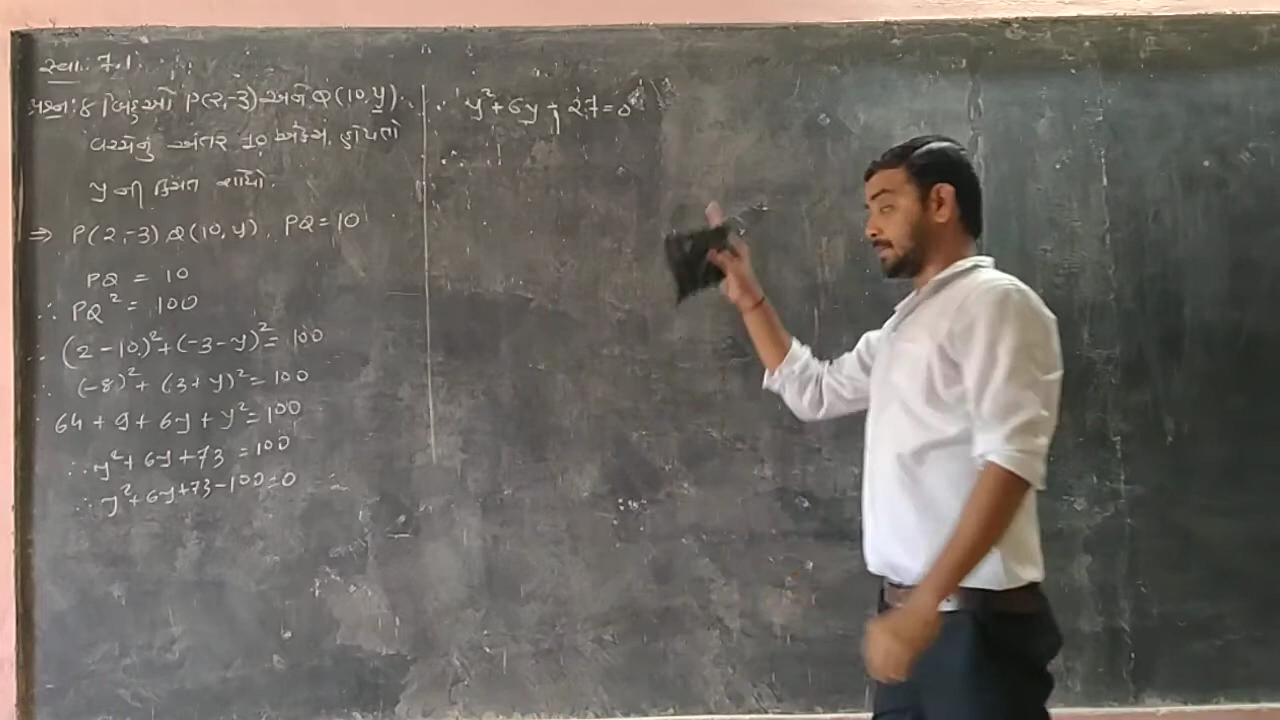 સ્વા. 7.1
પ્રશ્ન: 8 બિંદુઓ P(2,-3) અને Q(10,y)
વચ્ચેનું અંતર 10 એકમ હોય તો
y ની કિંમત શોધો.
⇒ P(2,-3) Q(10,y), PQ = 10
PQ = 10
∴ PQ² = 100
∴ (2-10)² + (-3-y)² = 100
∴ (-8)² + (3+y)² = 100
64 + 9 + 6y + y² = 100
∴ y² + 6y + 73 = 100
∴ y² + 6y + 73 - 100 = 0
∴ y² + 6y - 27 = 0